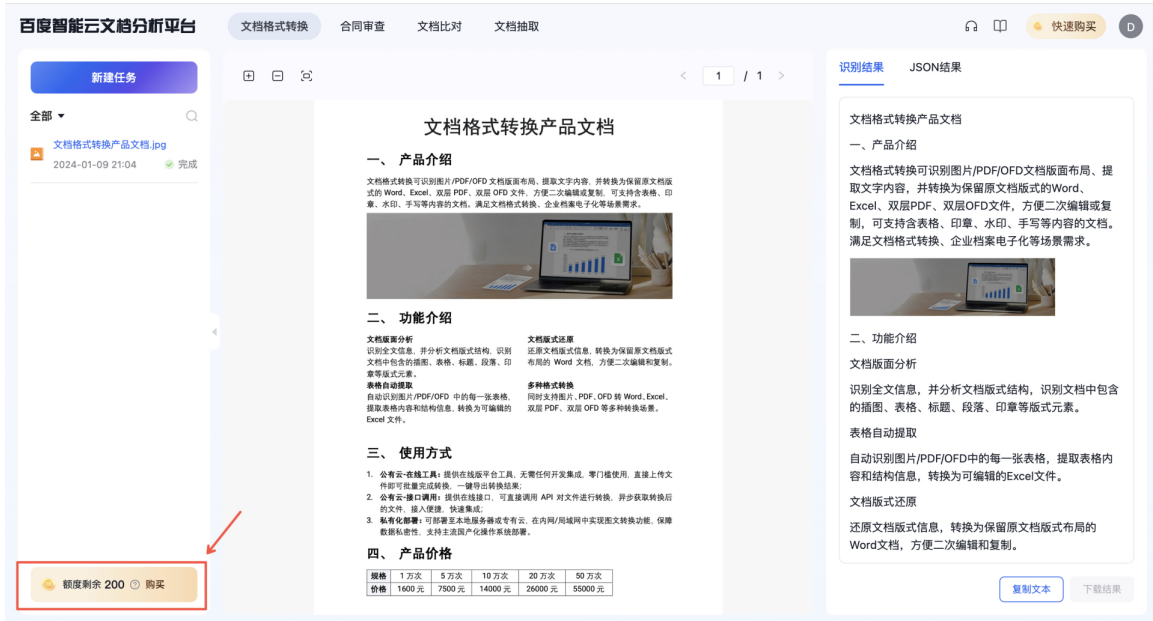 百度智能云文档分析平台
文档格式转换
合同审查
文档比对
文档抽取
快速购买
D
新建任务
全部
文档格式转换产品文档.jpg
2024-01-09 21:04
完成
额度剩余 200 购买
1 / 1
文档格式转换产品文档
一、 产品介绍
文档格式转换可识别图片/PDF/OFD 文档版面布局、提取文字内容，并转换为保留原文档版
式的 Word、Excel、双层 PDF、双层 OFD 文件，方便二次编辑或复制，可支持含表格、印
章、水印、手写等内容的文档。满足文档格式转换、企业档案电子化等场景需求。
二、 功能介绍
文档版面分析
识别全文信息，并分析文档版式结构，识别
文档中包含的插图、表格、标题、段落、印
章等版式元素。
表格自动提取
自动识别图片/PDF/OFD 中的每一张表格，
提取表格内容和结构信息，转换为可编辑的
Excel 文件。
文档版式还原
还原文档版式信息，转换为保留原文档版式
布局的 Word 文档，方便二次编辑和复制。
多种格式转换
同时支持图片、PDF、OFD 转 Word、Excel、
双层 PDF、双层 OFD 等多种转换场景。
三、 使用方式
1. 公有云-在线工具：提供在线版平台工具，无需任何开发集成，零门槛使用，直接上传文
件即可批量完成转换，一键导出转换结果；
2. 公有云-接口调用：提供在线接口，可直接调用 API 对文件进行转换，异步获取转换后
的文件，接入便捷，快速集成；
3. 私有化部署：可部署至本地服务器或专有云，在内网/局域网中实现图文转换功能，保障
数据私密性，支持主流国产化操作系统部署。
四、 产品价格
规格 1 万次 5 万次 10 万次 20 万次 50 万次
价格 1600 元 7500 元 14000 元 26000 元 55000 元
识别结果
JSON结果
文档格式转换产品文档
一、产品介绍
文档格式转换可识别图片/PDF/OFD文档版面布局、提
取文字内容，并转换为保留原文档版式的Word、
Excel、双层PDF、双层OFD文件，方便二次编辑或复
制，可支持含表格、印章、水印、手写等内容的文档。
满足文档格式转换、企业档案电子化等场景需求。
二、功能介绍
文档版面分析
识别全文信息，并分析文档版式结构，识别文档中包含
的插图、表格、标题、段落、印章等版式元素。
表格自动提取
自动识别图片/PDF/OFD中的每一张表格，提取表格内
容和结构信息，转换为可编辑的Excel文件。
文档版式还原
还原文档版式信息，转换为保留原文档版式布局的
Word文档，方便二次编辑和复制。
复制文本
下载结果